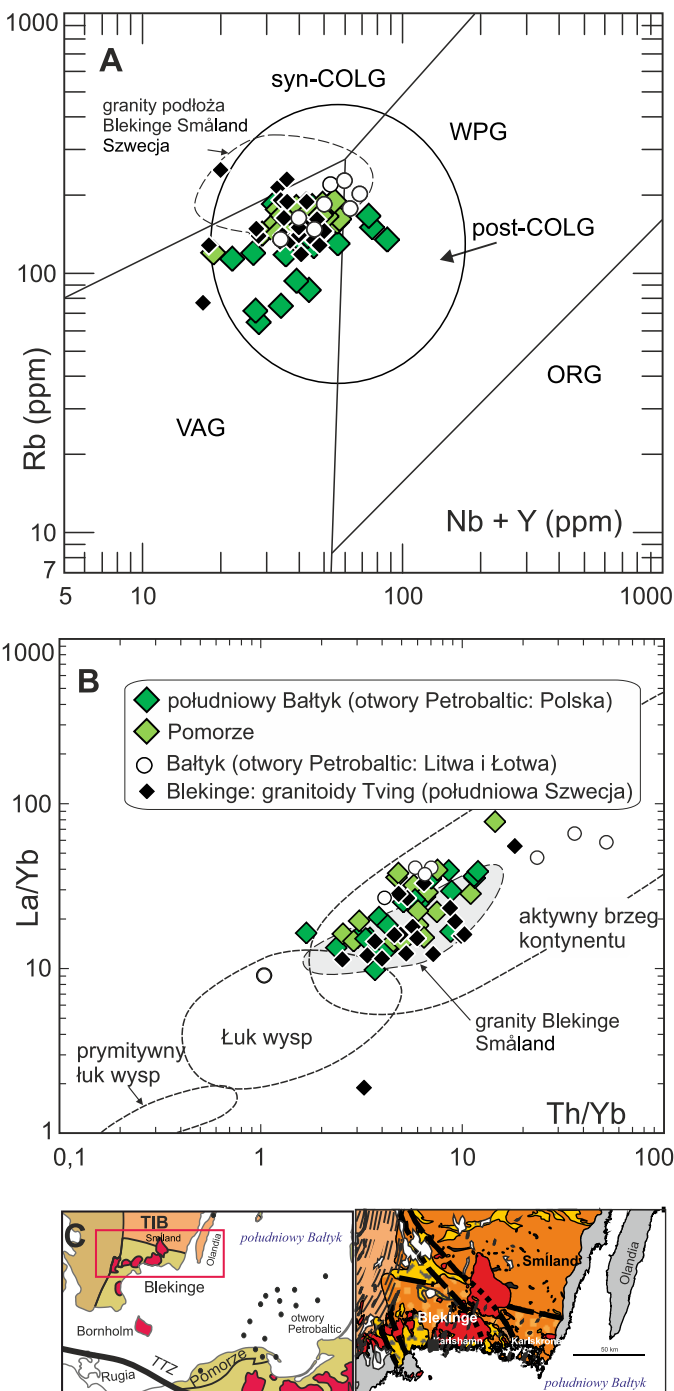 1000
A
syn-COLG
granity podłoża
Blekinge Småland
Szwecja
WPG
post-COLG
100
Rb (ppm)
ORG
VAG
10
Nb + Y (ppm)
7
5
10
100
1000
1000
B
południowy Bałtyk (otwory Petrobaltic: Polska)
Pomorze
Bałtyk (otwory Petrobaltic: Litwa i Łotwa)
Blekinge: granitoidy Tving (południowa Szwecja)
100
La/Yb
aktywny brzeg
kontynentu
10
granity Blekinge
Småland
Łuk wysp
prymitywny
łuk wysp
Th/Yb
1
0,1
1
10
100
C
TIB
Småland
południowy Bałtyk
Olandia
Blekinge
otwory
Petrobaltic
Bornholm
TTZ
Pomorze
Rugia
Småland
Olandia
Blekinge
arlshamn
Karlskrona
50 km
południowy Bałtyk